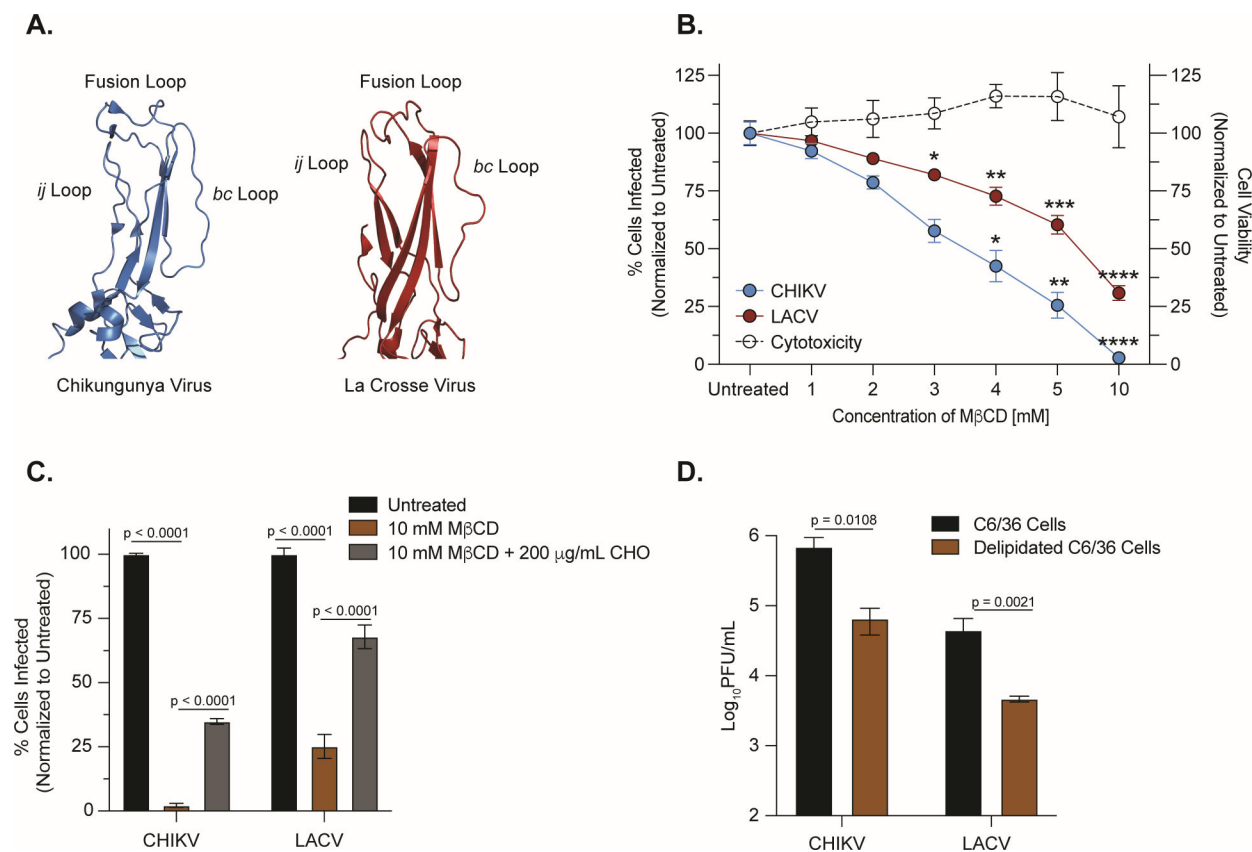 A.
Fusion Loop
ij Loop
bc Loop
Chikungunya Virus
Fusion Loop
ij Loop
bc Loop
La Crosse Virus
B.
% Cells Infected
(Normalized to Untreated)
125
100
75
50
25
0
125
100
75
50
25
0
Cell Viability
(Normalized to Untreated)
*
**
***
****
*
**
****
CHIKV
LACV
Cytotoxicity
Untreated 1 2 3 4 5 10
Concentration of MβCD [mM]
C.
Untreated
10 mM MβCD
10 mM MβCD + 200 μg/mL CHO
% Cells Infected
(Normalized to Untreated)
100
75
50
25
0
p < 0.0001
p < 0.0001
p < 0.0001
p < 0.0001
CHIKV LACV
D.
C6/36 Cells
Delipidated C6/36 Cells
Log10PFU/mL
6
5
4
3
2
p = 0.0108
p = 0.0021
CHIKV LACV